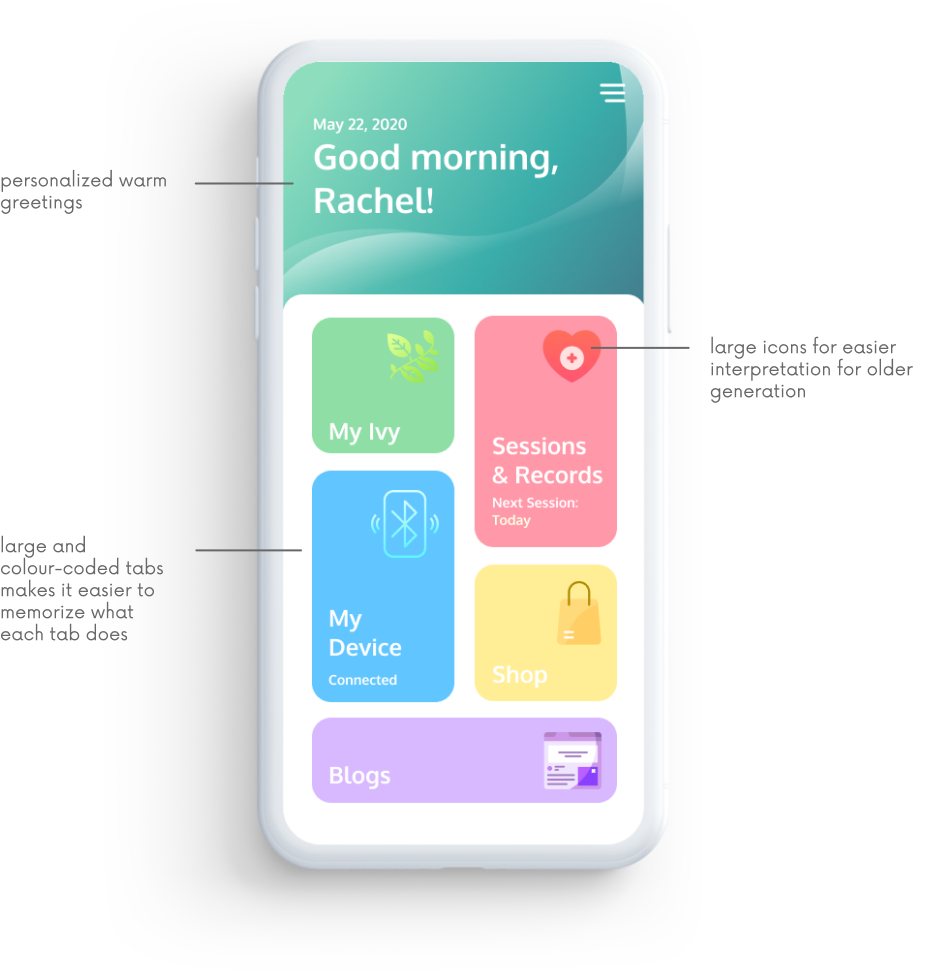 May 22, 2020
Good morning,
Rachel!
personalized warm
greetings
large icons for easier
interpretation for older
generation
My Ivy
Sessions
& Records
Next Session:
Today
large and
colour-coded tabs
makes it easier to
memorize what
each tab does
My
Device
Connected
Shop
Blogs